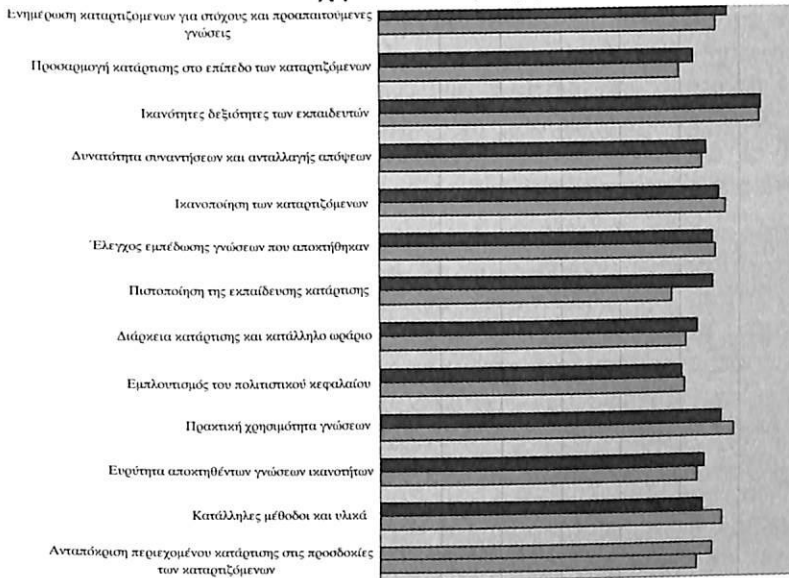 Ενημέρωση καταρτιζομένων για στόχους και προαπαιτούμενες
γνώσεις
Προσαρμογή κατάρτισης στο επίπεδο των καταρτιζόμενων
Ικανότητες δεξιότητες των εκπαιδευτών
Δυνατότητα συναντήσεων και ανταλλαγής απόψεων
Ικανοποίηση των καταρτιζόμενων
Έλεγχος εμπέδωσης γνώσεων που αποκτήθηκαν
Πιστοποίηση της εκπαίδευσης κατάρτισης
Διάρκεια κατάρτισης και κατάλληλο ωράριο
Εμπλουτισμός του πολιτιστικού κεφαλαίου
Πρακτική χρησιμότητα γνώσεων
Ευρύτητα αποκτηθέντων γνώσεων ικανοτήτων
Κατάλληλες μέθοδοι και υλικά
Ανταπόκριση περιεχομένου κατάρτισης στις προσδοκίες
των καταρτιζόμενων